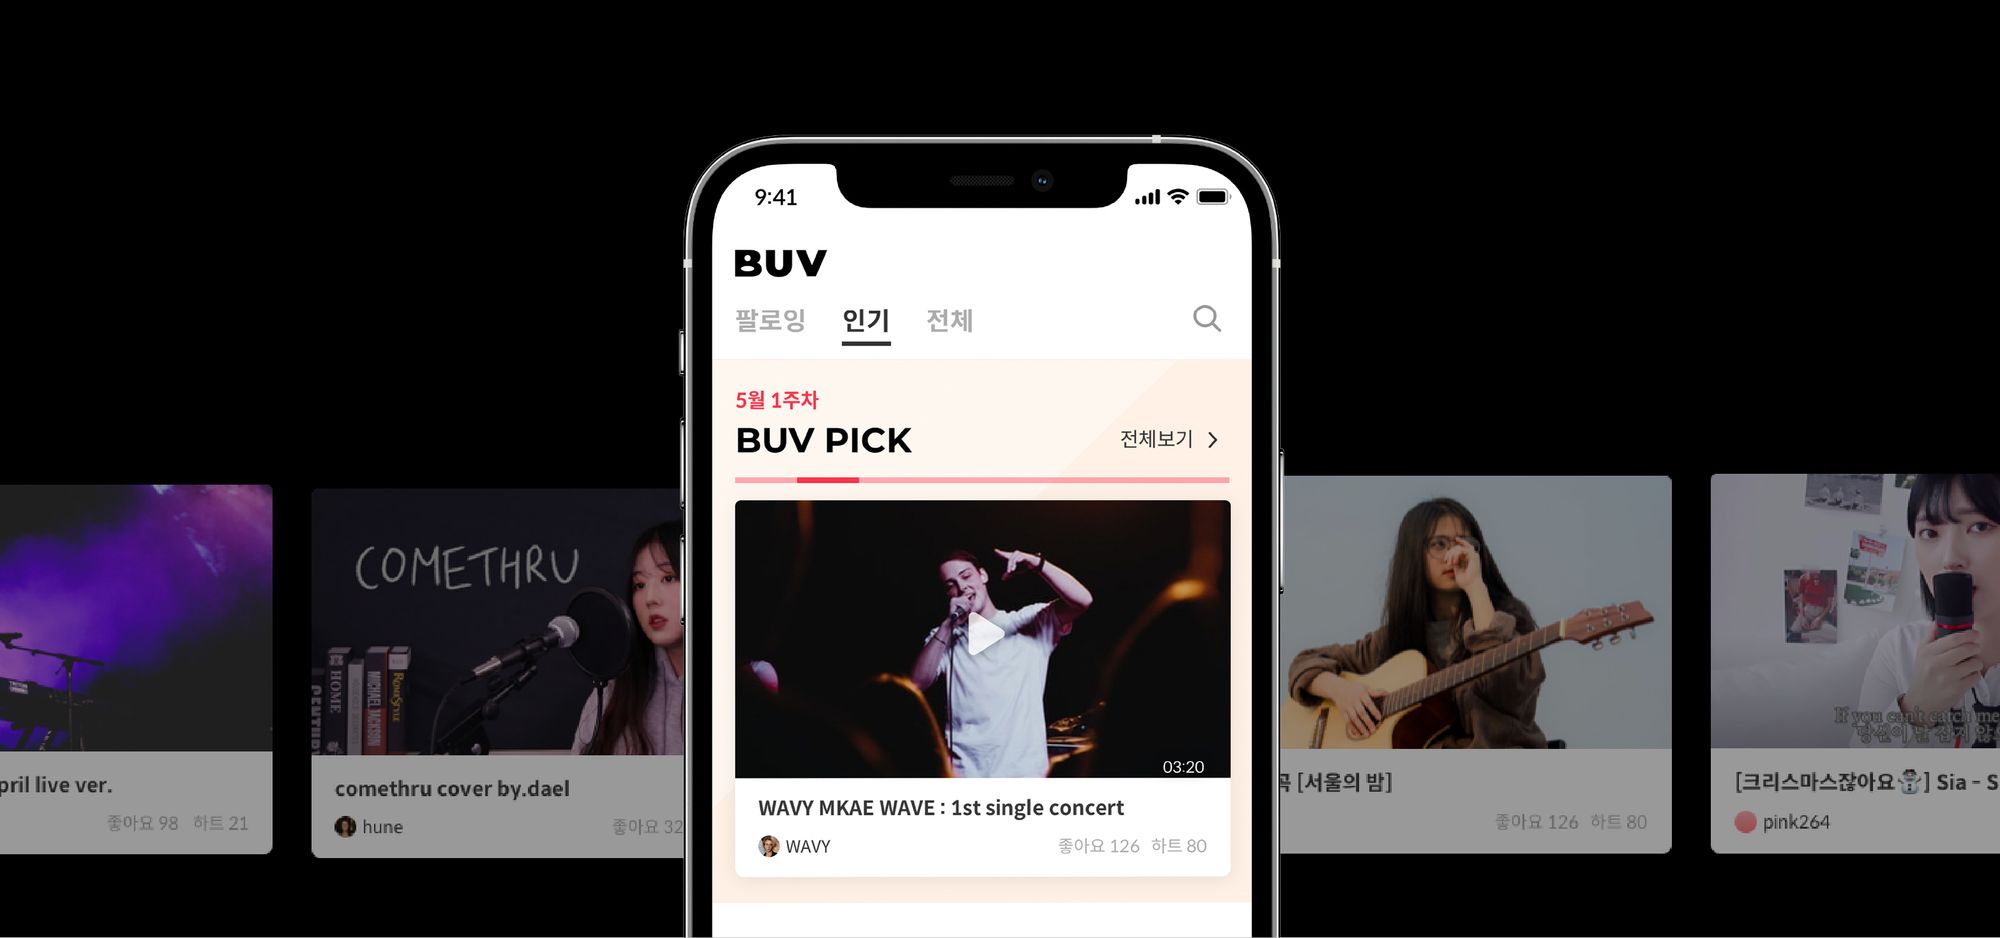 9:41
BUV
팔로잉 인기 전체
5월 1주차
BUV PICK
전체보기
COMETHRU
HOME
MICHAEL JACKSON
03:20
If you can't catch me
pril live ver.
좋아요 98 하트 21
comethru cover by.dael
hune
좋아요 32
WAVY MKAE WAVE : 1st single concert
WAVY
좋아요 126 하트 80
곡 [서울의 밤]
좋아요 126 하트 80
[크리스마스잖아요☃️] Sia - S
pink264